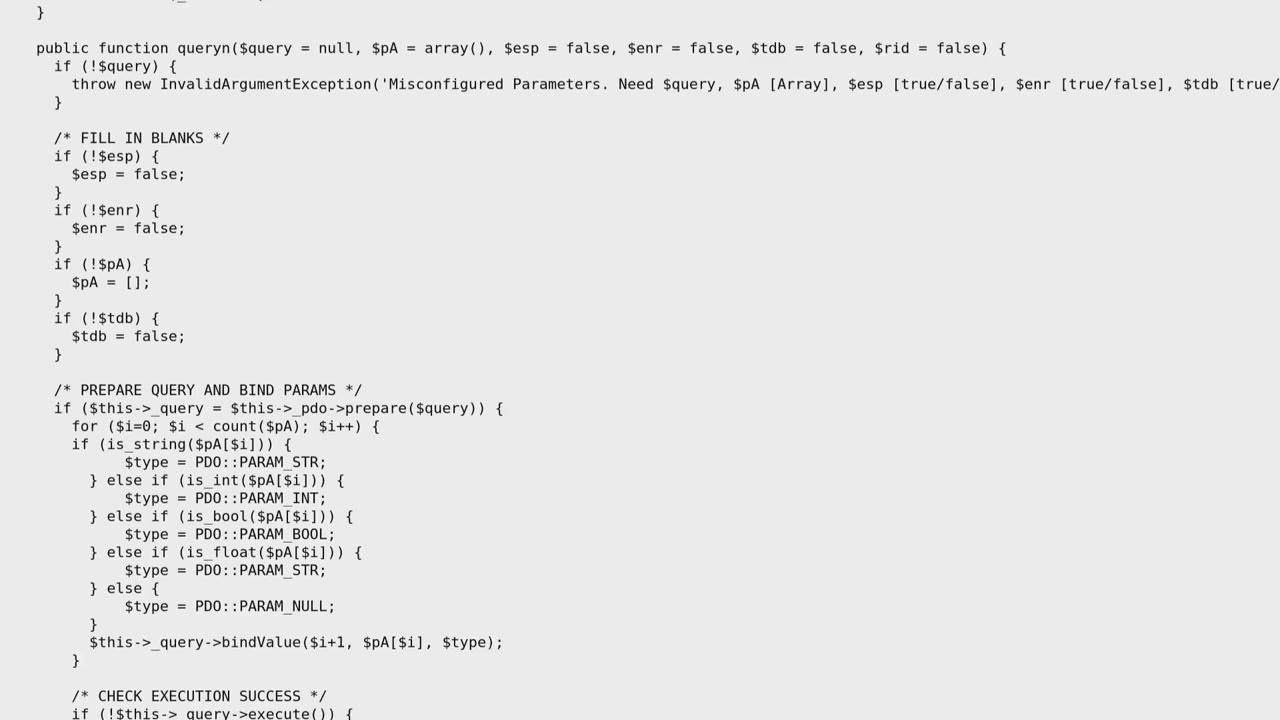 }
public function queryn($query = null, $pA = array(), $esp = false, $enr = false, $tdb = false, $rid = false) {
if (!$query) {
throw new InvalidArgumentException('Misconfigured Parameters. Need $query, $pA [Array], $esp [true/false], $enr [true/false], $tdb [true/
}
/* FILL IN BLANKS */
if (!$esp) {
$esp = false;
}
if (!$enr) {
$enr = false;
}
if (!$pA) {
$pA = [];
}
if (!$tdb) {
$tdb = false;
}
/* PREPARE QUERY AND BIND PARAMS */
if ($this->_query = $this->_pdo->prepare($query)) {
for ($i=0; $i < count($pA); $i++) {
if (is_string($pA[$i])) {
$type = PDO::PARAM_STR;
} else if (is_int($pA[$i])) {
$type = PDO::PARAM_INT;
} else if (is_bool($pA[$i])) {
$type = PDO::PARAM_BOOL;
} else if (is_float($pA[$i])) {
$type = PDO::PARAM_STR;
} else {
$type = PDO::PARAM_NULL;
}
$this->_query->bindValue($i+1, $pA[$i], $type);
}
/* CHECK EXECUTION SUCCESS */
if (!$this->_query->execute()) {